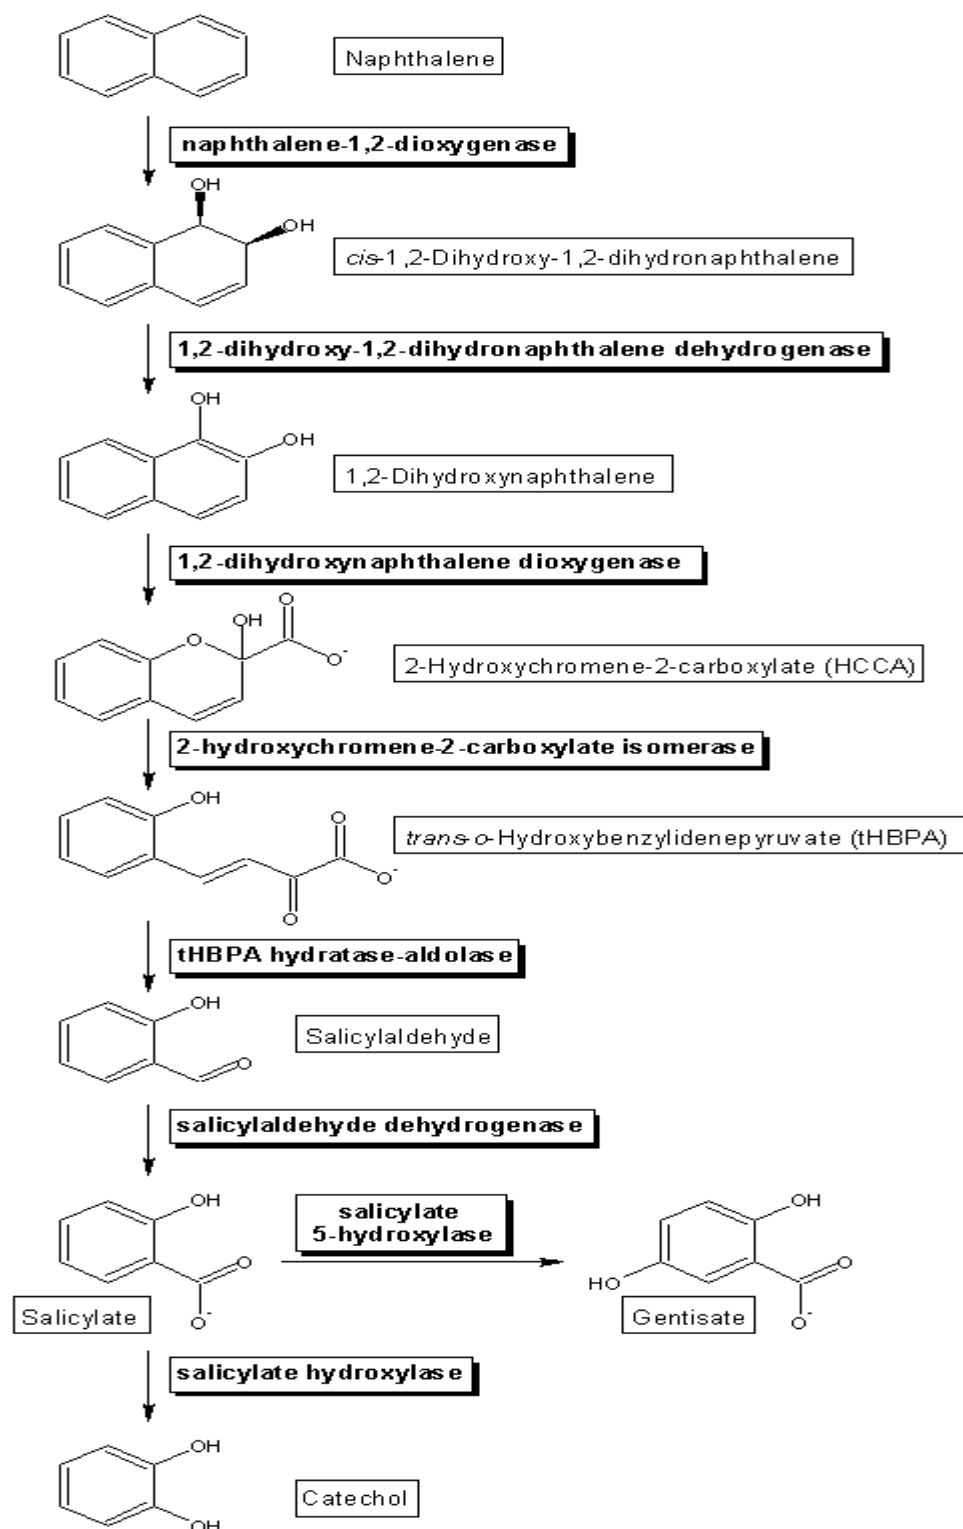 Naphthalene
naphthalene-1,2-dioxygenase
OH
OH
cis-1,2-Dihydroxy-1,2-dihydronaphthalene
1,2-dihydroxy-1,2-dihydronaphthalene dehydrogenase
OH
OH
1,2-Dihydroxynaphthalene
1,2-dihydroxynaphthalene dioxygenase
O
OH
O
O-
2-Hydroxychromene-2-carboxylate (HCCA)
2-hydroxychromene-2-carboxylate isomerase
OH
O
O-
O
trans-o-Hydroxybenzylidenepyruvate (tHBPA)
tHBPA hydratase-aldolase
OH
O
Salicylaldehyde
salicylaldehyde dehydrogenase
OH
O
O-
Salicylate
salicylate
5-hydroxylase
OH
HO
O
O-
Gentisate
salicylate hydroxylase
OH
OH
Catechol